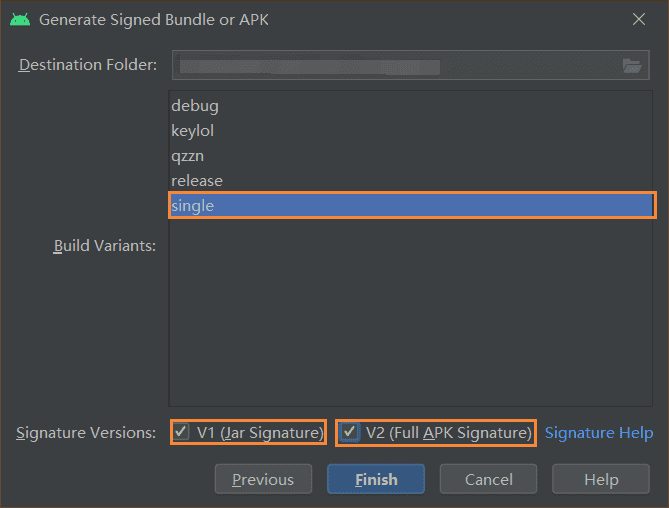 Generate Signed Bundle or APK
Destination Folder:
debug
keylol
qzzn
release
single
Build Variants:
Signature Versions: V1 (Jar Signature) V2 (Full APK Signature) Signature Help
Previous Finish Cancel Help